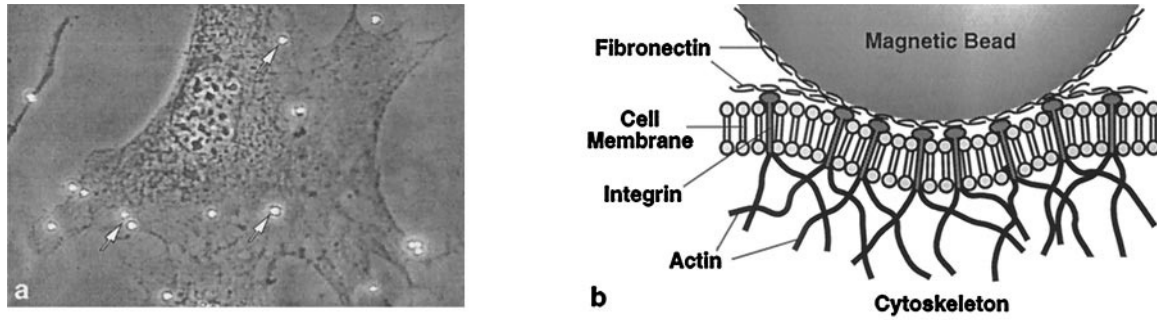 a
Magnetic Bead
Fibronectin
Cell
Membrane
Integrin
Actin
b
Cytoskeleton